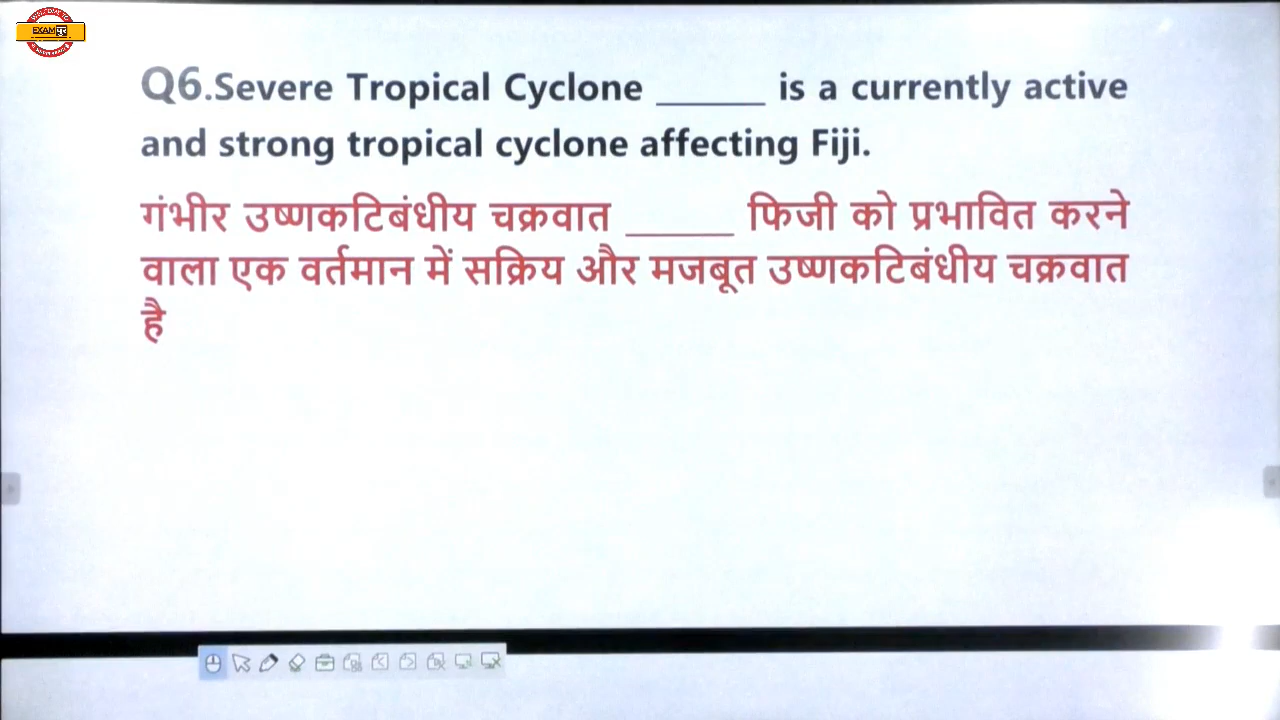 EXAM पुर
Q6.Severe Tropical Cyclone ______ is a currently active
and strong tropical cyclone affecting Fiji.
गंभीर उष्णकटिबंधीय चक्रवात ______ फिजी को प्रभावित करने
वाला एक वर्तमान में सक्रिय और मजबूत उष्णकटिबंधीय चक्रवात
है